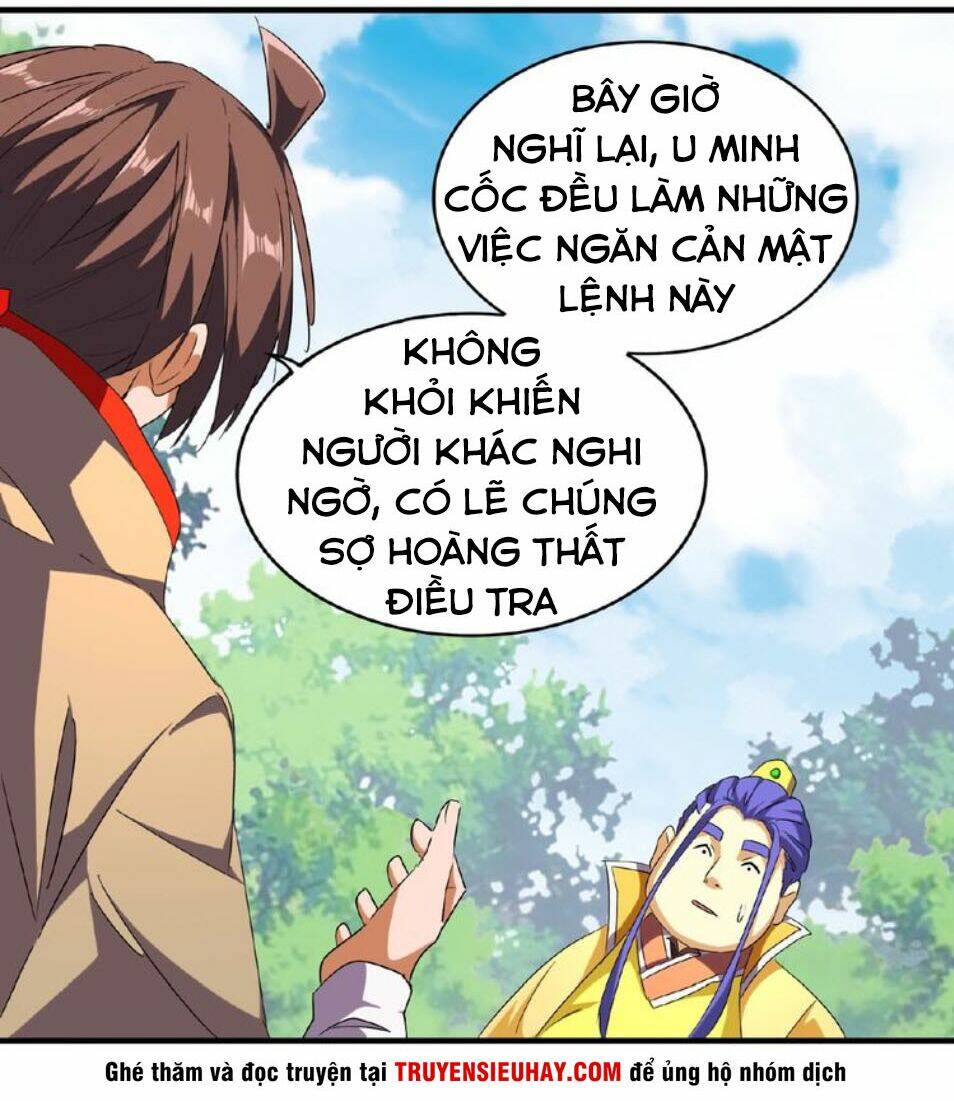 BÂY GIỜ
NGHĨ LẠI, U MINH
CỐC ĐỀU LÀM NHỮNG
VIỆC NGĂN CẢN MẬT
LỆNH NÀY
KHÔNG
KHỎI KHIẾN
NGƯỜI KHÁC NGHI
NGỜ, CÓ LẼ CHÚNG
SỢ HOÀNG THẤT
ĐIỀU TRA
Ghé thăm và đọc truyện tại TRUYENSIEUHAY.COM để ủng hộ nhóm dịch